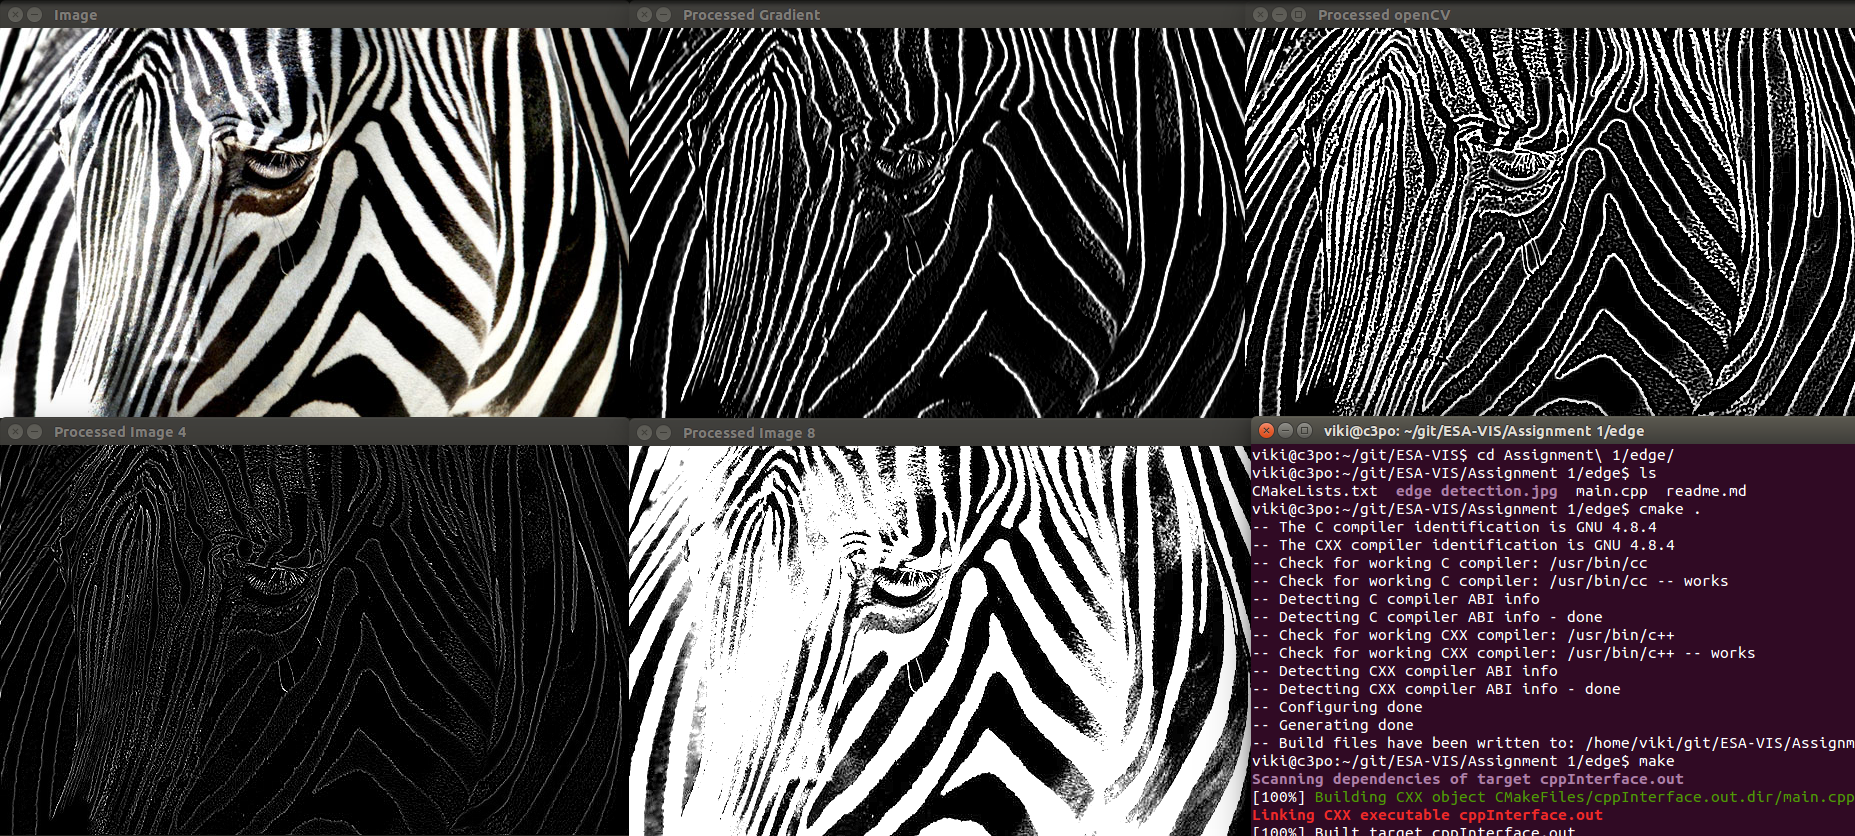 Image
Processed Gradient
Processed openCV
Processed Image 4
Processed Image 8
viki@c3po: ~/git/ESA-VIS/Assignment 1/edge
viki@c3po:~/git/ESA-VIS$ cd Assignment\ 1/edge/
viki@c3po:~/git/ESA-VIS/Assignment 1/edge$ ls
CMakeLists.txt  edge detection.jpg  main.cpp  readme.md
viki@c3po:~/git/ESA-VIS/Assignment 1/edge$ cmake .
-- The C compiler identification is GNU 4.8.4
-- The CXX compiler identification is GNU 4.8.4
-- Check for working C compiler: /usr/bin/cc
-- Check for working C compiler: /usr/bin/cc -- works
-- Detecting C compiler ABI info
-- Detecting C compiler ABI info - done
-- Check for working CXX compiler: /usr/bin/c++
-- Check for working CXX compiler: /usr/bin/c++ -- works
-- Detecting CXX compiler ABI info
-- Detecting CXX compiler ABI info - done
-- Configuring done
-- Generating done
-- Build files have been written to: /home/viki/git/ESA-VIS/Assignm
viki@c3po:~/git/ESA-VIS/Assignment 1/edge$ make
Scanning dependencies of target cppInterface.out
[100%] Building CXX object CMakeFiles/cppInterface.out.dir/main.cpp
Linking CXX executable cppInterface.out
[100%] Built target cppInterface.out